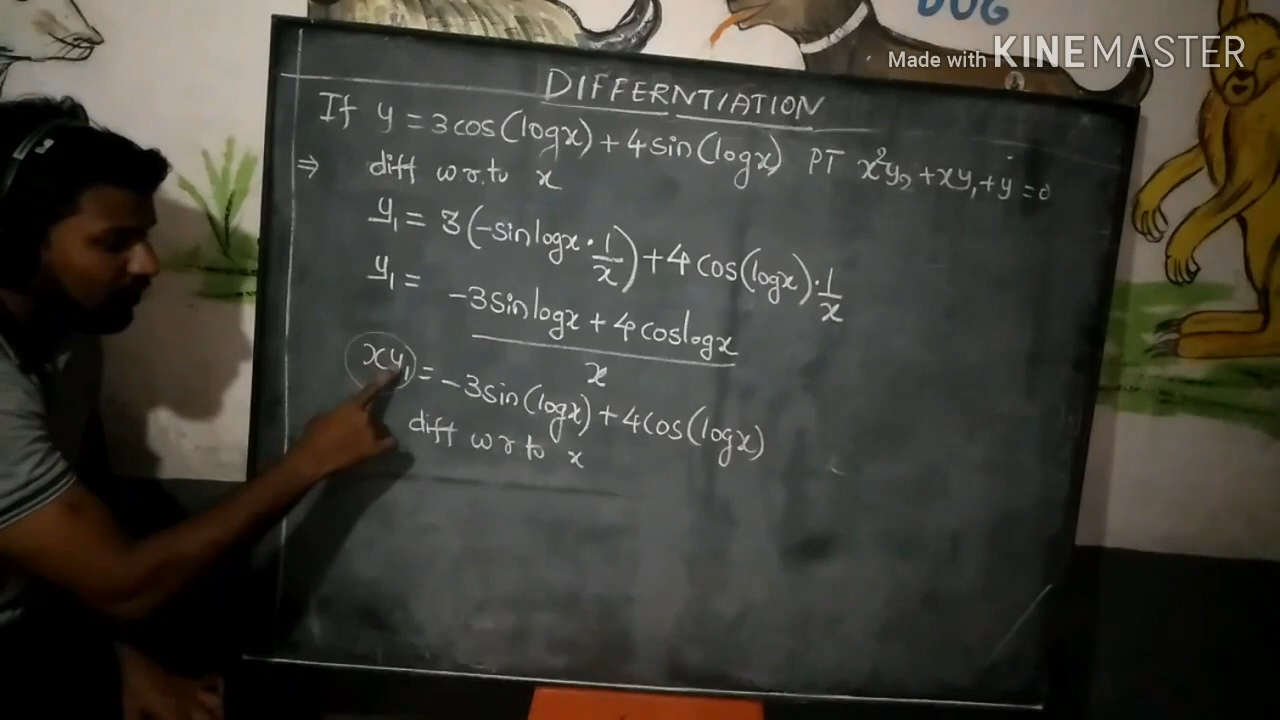 DOG
Made with KINEMASTER
DIFFERNTIATION
If y = 3cos(logx) + 4sin(logx) PT x²y₂ + xy₁ + y = 0
⇒ diff w r. to x
y₁ = 3(-sinlogx · 1/x) + 4cos(logx) · 1/x
y₁ = (-3sinlogx + 4coslogx)/x
xy₁ = -3sin(logx) + 4cos(logx)
diff w r to x